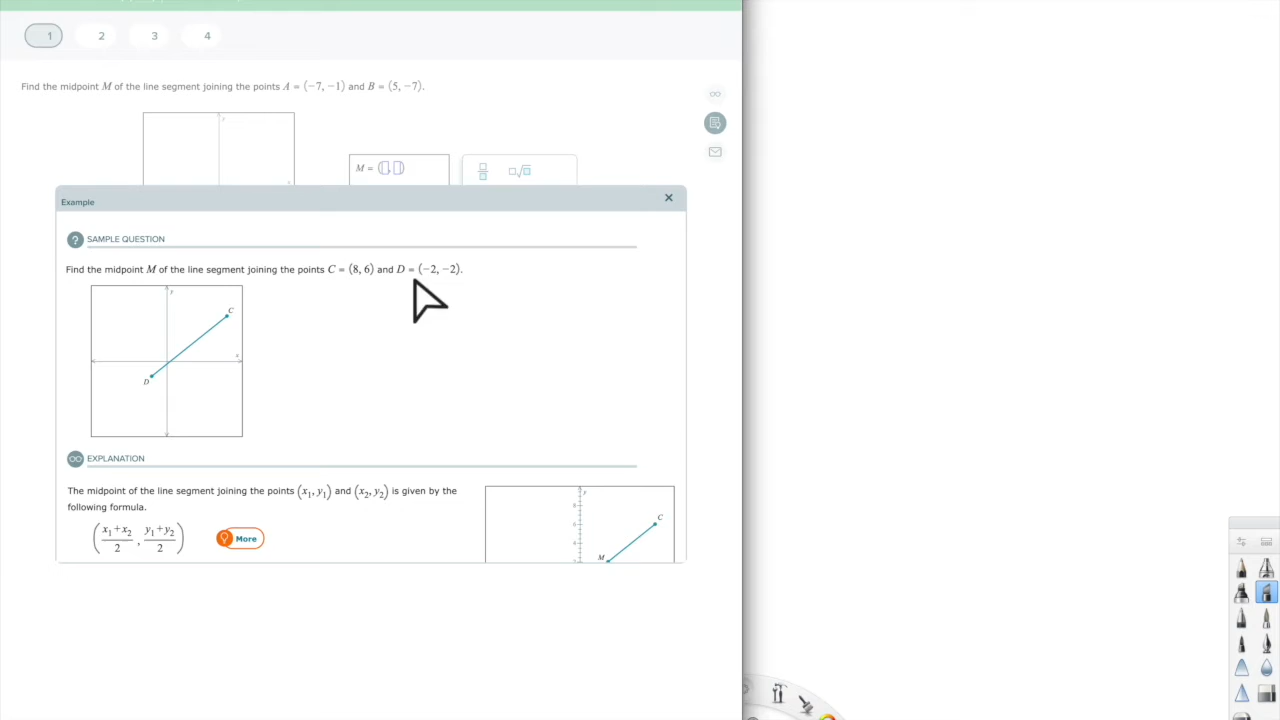 1 2 3 4
Find the midpoint M of the line segment joining the points A = (−7, −1) and B = (5, −7).
y
x
M = (▯, ▯)
Example
SAMPLE QUESTION
Find the midpoint M of the line segment joining the points C = (8, 6) and D = (−2, −2).
y
C
x
D
EXPLANATION
The midpoint of the line segment joining the points (x₁, y₁) and (x₂, y₂) is given by the
following formula.
((x₁+x₂)/2, (y₁+y₂)/2)
More
y
C
M